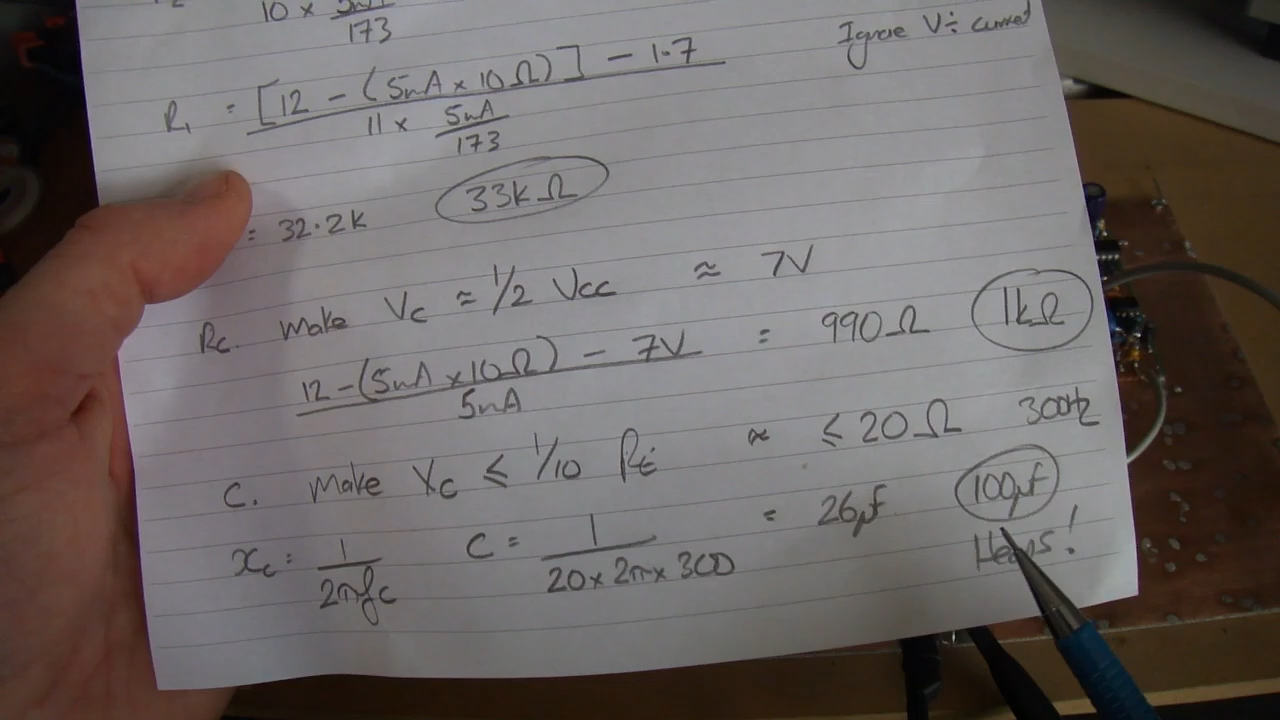 10 × 5mA
173
Ignore V÷ current
R1 = [12 - (5mA × 10Ω)] - 1.7
11 × 5mA
173
= 32.2K 33kΩ
Rc. Make Vc ≈ 1/2 Vcc ≈ 7V
12-(5mA × 10Ω) - 7V = 990Ω 1kΩ
5mA
C. Make Xc ≤ 1/10 RE ≈ ≤ 20Ω 300Hz
Xc = 1 C = 1 = 26µF 100µF
2πfc 20 × 2π × 300